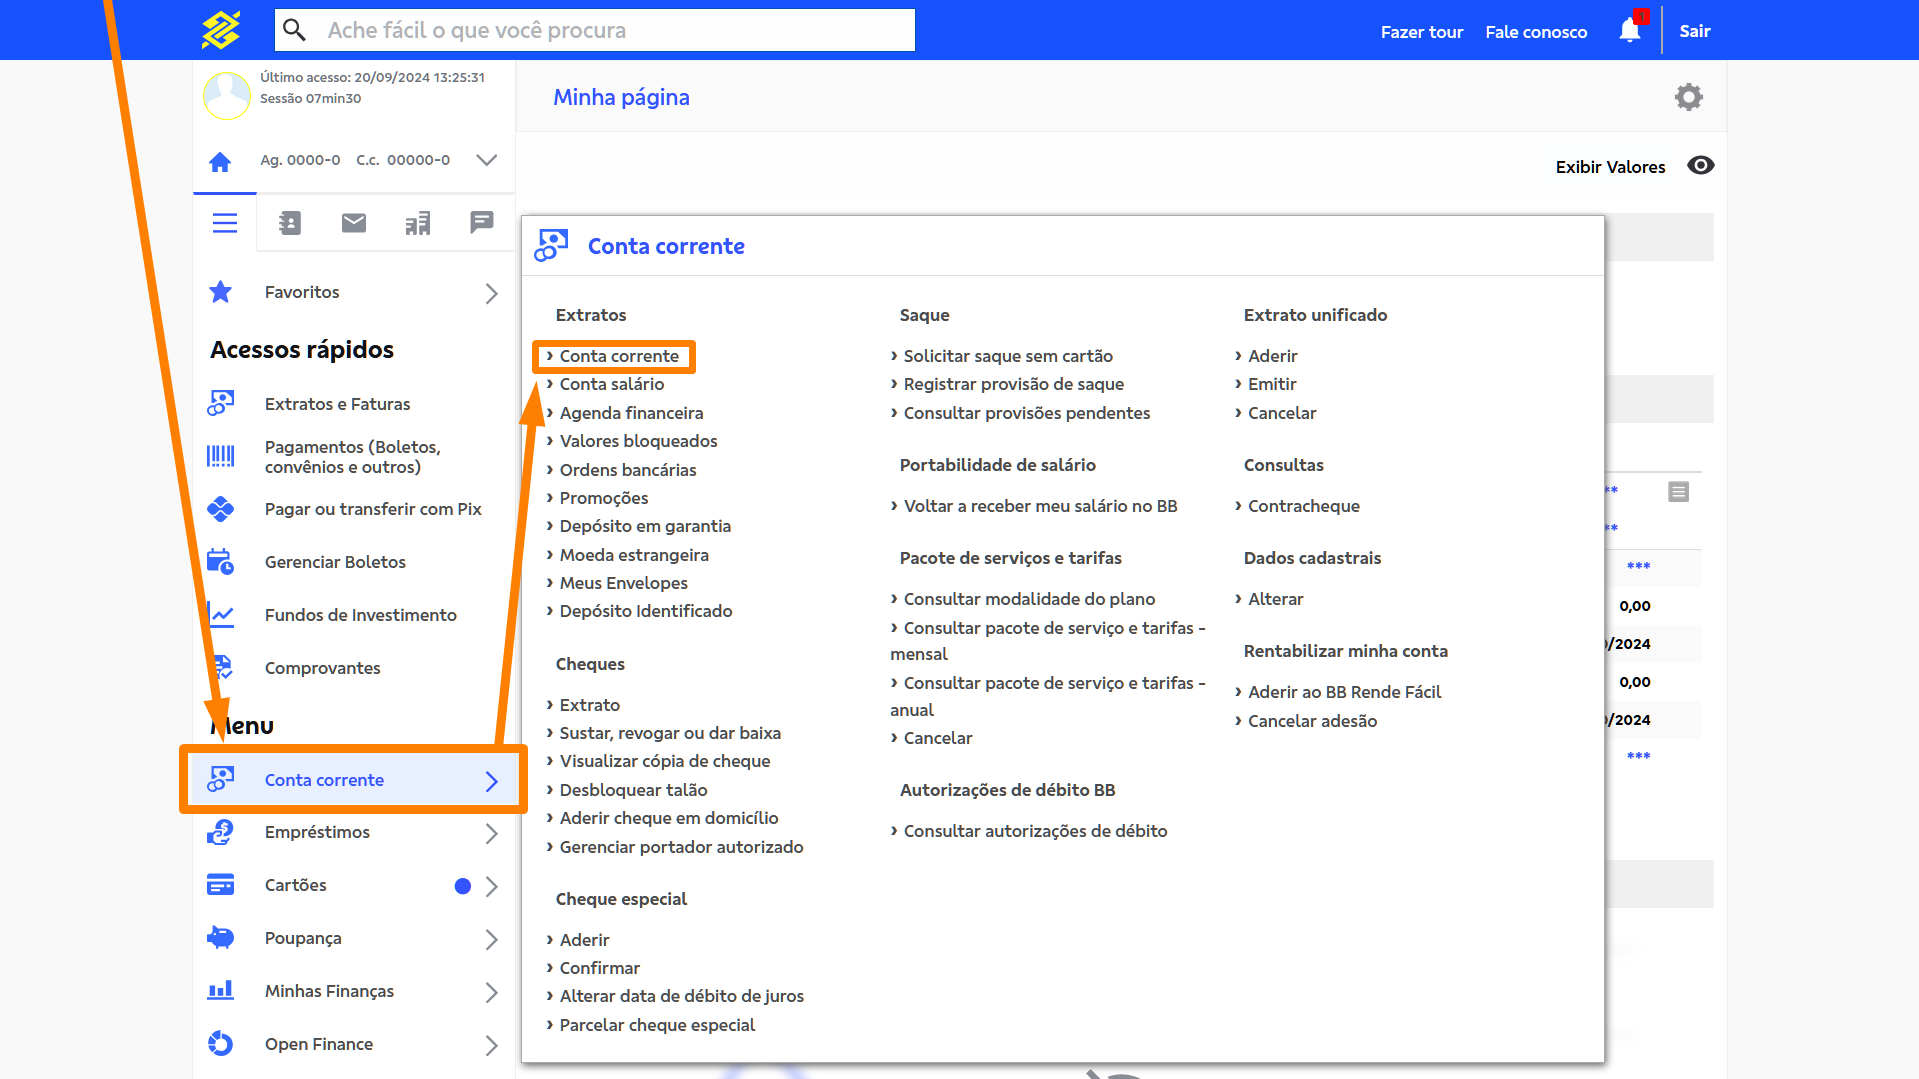 Ache fácil o que você procura
Fazer tour
Fale conosco
Sair
Último acesso: 20/09/2024 13:25:31
Sessão 07min30
Minha página
Ag. 0000-0 C.c. 00000-0
Exibir Valores
Favoritos
Acessos rápidos
Extratos e Faturas
Pagamentos (Boletos,
convênios e outros)
Pagar ou transferir com Pix
Gerenciar Boletos
Fundos de Investimento
Comprovantes
Menu
Conta corrente
Empréstimos
Cartões
Poupança
Minhas Finanças
Open Finance
Conta corrente
Extratos
› Conta corrente
› Conta salário
› Agenda financeira
› Valores bloqueados
› Ordens bancárias
› Promoções
› Depósito em garantia
› Moeda estrangeira
› Meus Envelopes
› Depósito Identificado
Cheques
› Extrato
› Sustar, revogar ou dar baixa
› Visualizar cópia de cheque
› Desbloquear talão
› Aderir cheque em domicílio
› Gerenciar portador autorizado
Cheque especial
› Aderir
› Confirmar
› Alterar data de débito de juros
› Parcelar cheque especial
Saque
› Solicitar saque sem cartão
› Registrar provisão de saque
› Consultar provisões pendentes
Portabilidade de salário
› Voltar a receber meu salário no BB
Pacote de serviços e tarifas
› Consultar modalidade do plano
› Consultar pacote de serviço e tarifas -
mensal
› Consultar pacote de serviço e tarifas -
anual
› Cancelar
Autorizações de débito BB
› Consultar autorizações de débito
Extrato unificado
› Aderir
› Emitir
› Cancelar
Consultas
› Contracheque
Dados cadastrais
› Alterar
Rentabilizar minha conta
› Aderir ao BB Rende Fácil
› Cancelar adesão
**
**
***
0,00
/2024
0,00
/2024
***